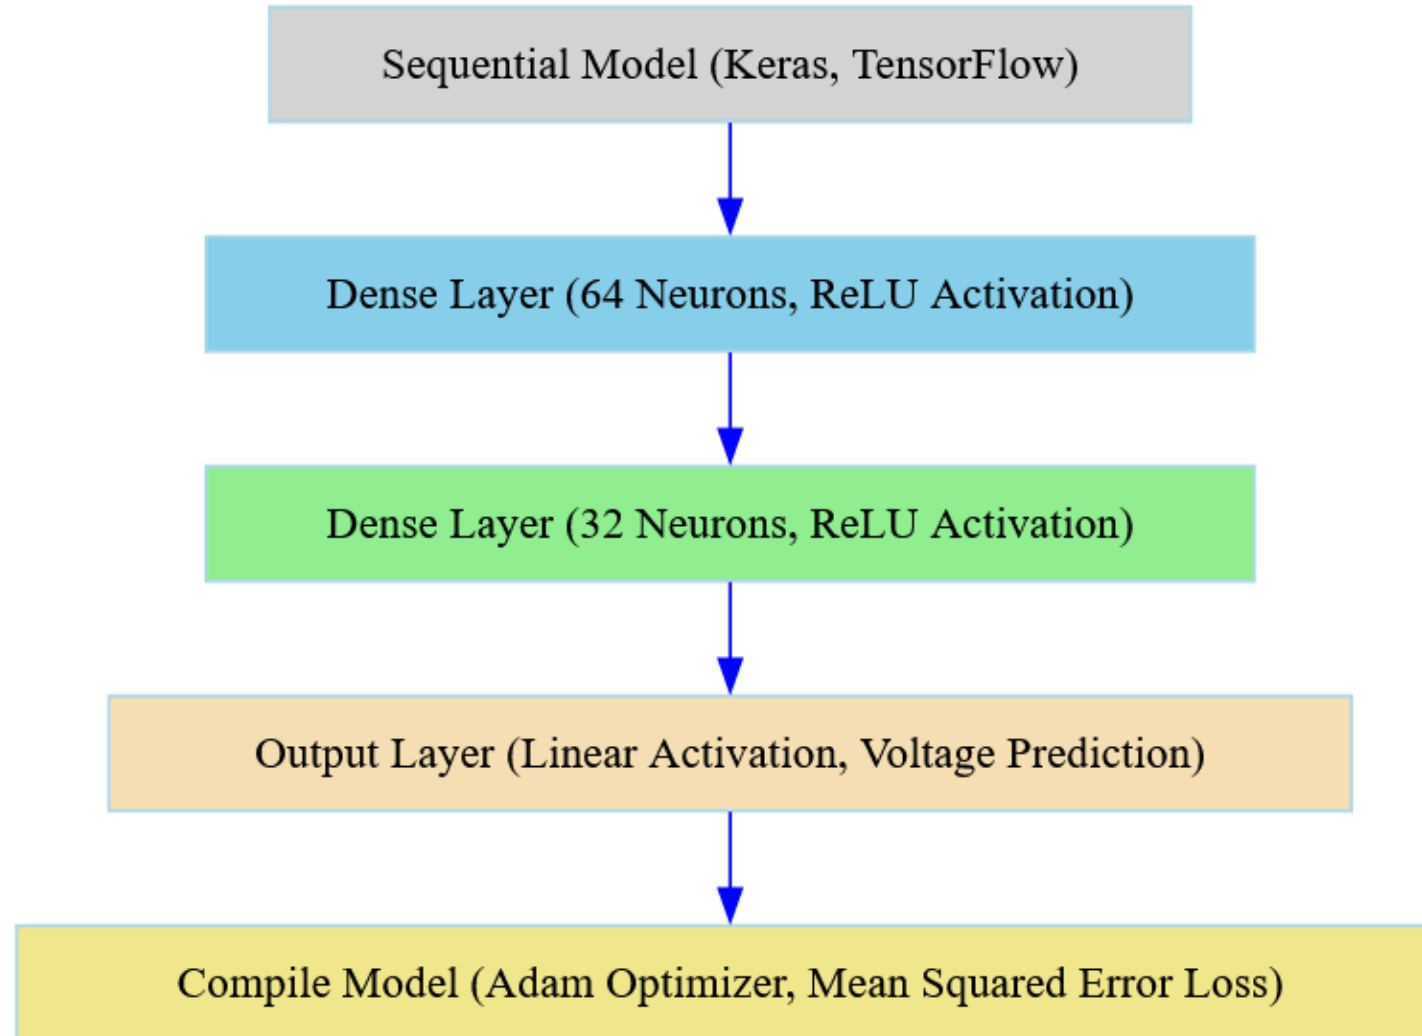 Sequential Model (Keras, TensorFlow)
Dense Layer (64 Neurons, ReLU Activation)
Dense Layer (32 Neurons, ReLU Activation)
Output Layer (Linear Activation, Voltage Prediction)
Compile Model (Adam Optimizer, Mean Squared Error Loss)